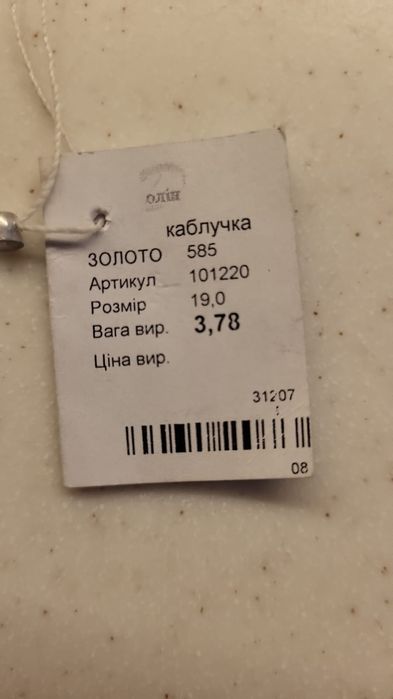 олін
каблучка
ЗОЛОТО 585
Артикул 101220
Розмір 19,0
Вага вир. 3,78
Ціна вир.
31207
08